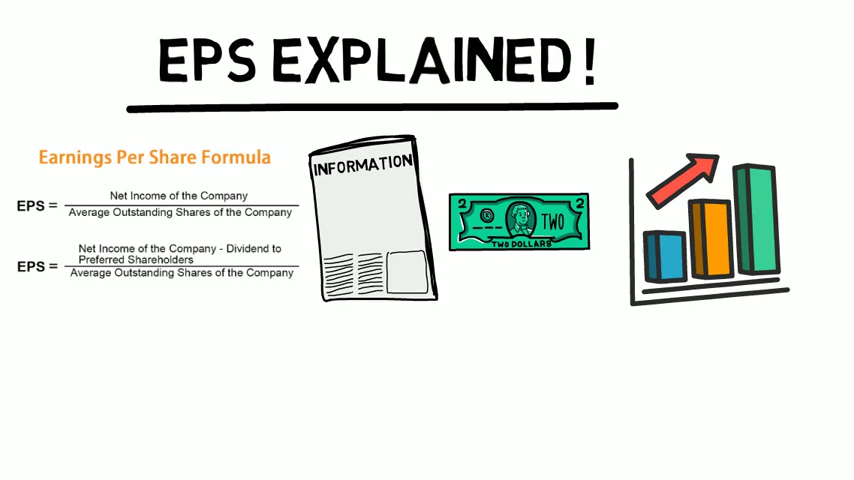 EPS EXPLAINED!
Earnings Per Share Formula
EPS =
Net Income of the Company
Average Outstanding Shares of the Company
EPS =
Net Income of the Company - Dividend to
Preferred Shareholders
Average Outstanding Shares of the Company
INFORMATION
2
2
TWO
TWO DOLLARS